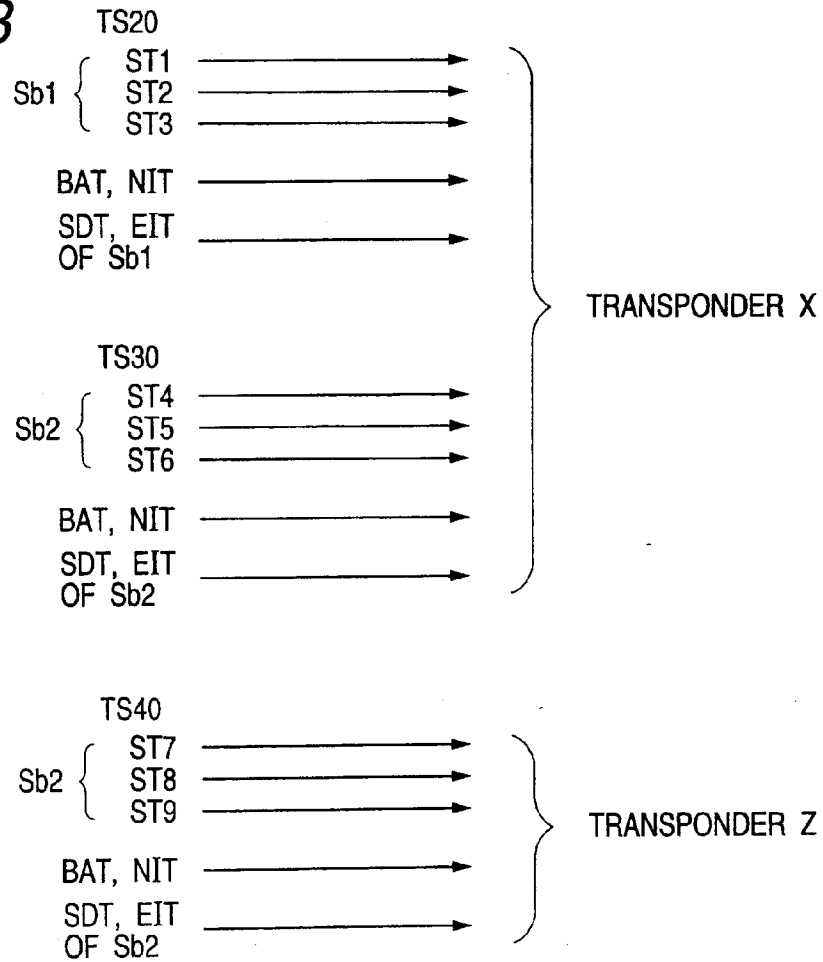 TS20
Sb1
ST1
ST2
ST3
BAT, NIT
SDT, EIT
OF Sb1
TRANSPONDER X
TS30
Sb2
ST4
ST5
ST6
BAT, NIT
SDT, EIT
OF Sb2
TS40
Sb2
ST7
ST8
ST9
TRANSPONDER Z
BAT, NIT
SDT, EIT
OF Sb2